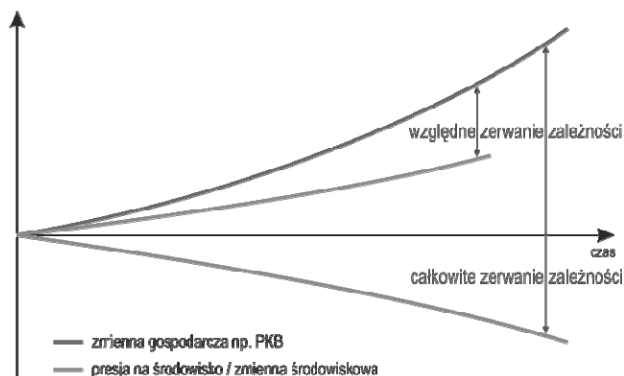 względne zerwanie zależności
czas
całkowite zerwanie zależności
zmienna gospodarcza np. PKB
presja na środowisko / zmienna środowiskowa